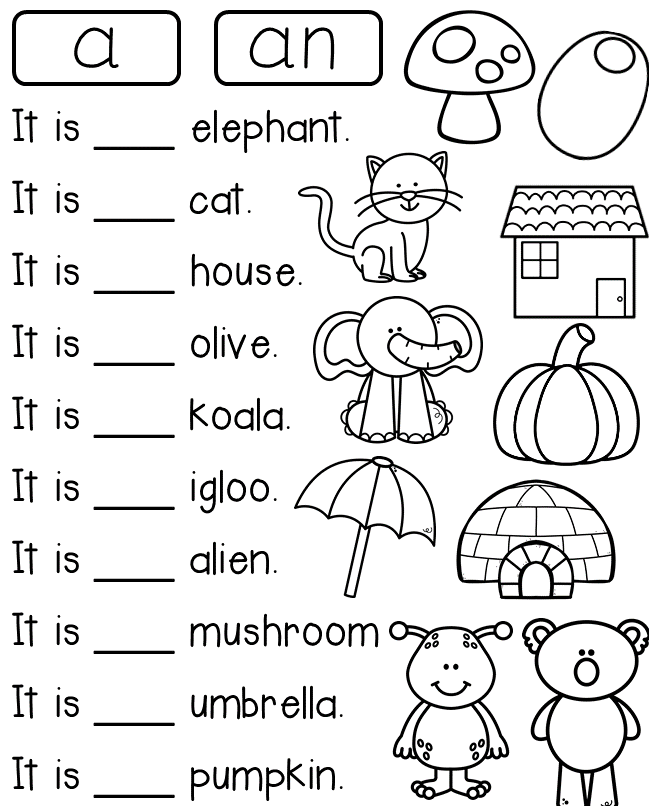 a an
It is ____ elephant.
It is ____ cat.
It is ____ house.
It is ____ olive.
It is ____ koala.
It is ____ igloo.
It is ____ alien.
It is ____ mushroom
It is ____ umbrella.
It is ____ pumpkin.